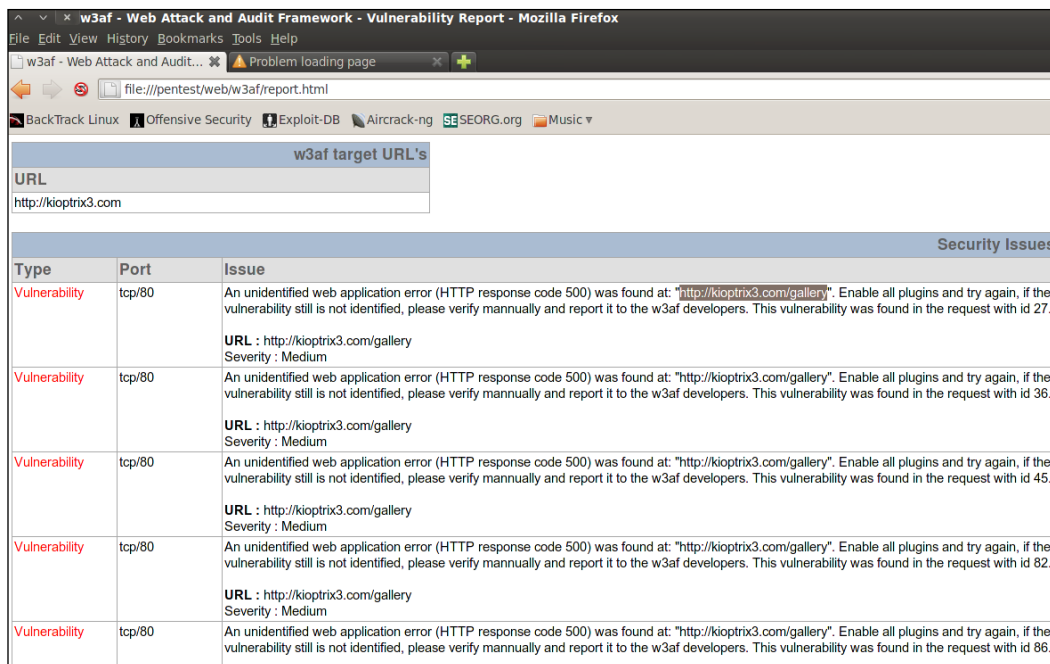 w3af - Web Attack and Audit Framework - Vulnerability Report - Mozilla Firefox
File Edit View History Bookmarks Tools Help
w3af - Web Attack and Audit... Problem loading page
file:///pentest/web/w3af/report.html
BackTrack Linux Offensive Security Exploit-DB Aircrack-ng SE SEORG.org Music
w3af target URL's
URL
http://kioptrix3.com
Security Issues
Type Port Issue
Vulnerability tcp/80 An unidentified web application error (HTTP response code 500) was found at: "http://kioptrix3.com/gallery". Enable all plugins and try again, if the
vulnerability still is not identified, please verify mannually and report it to the w3af developers. This vulnerability was found in the request with id 27.
URL : http://kioptrix3.com/gallery
Severity : Medium
Vulnerability tcp/80 An unidentified web application error (HTTP response code 500) was found at: "http://kioptrix3.com/gallery". Enable all plugins and try again, if the
vulnerability still is not identified, please verify mannually and report it to the w3af developers. This vulnerability was found in the request with id 36.
URL : http://kioptrix3.com/gallery
Severity : Medium
Vulnerability tcp/80 An unidentified web application error (HTTP response code 500) was found at: "http://kioptrix3.com/gallery". Enable all plugins and try again, if the
vulnerability still is not identified, please verify mannually and report it to the w3af developers. This vulnerability was found in the request with id 45.
URL : http://kioptrix3.com/gallery
Severity : Medium
Vulnerability tcp/80 An unidentified web application error (HTTP response code 500) was found at: "http://kioptrix3.com/gallery". Enable all plugins and try again, if the
vulnerability still is not identified, please verify mannually and report it to the w3af developers. This vulnerability was found in the request with id 82.
URL : http://kioptrix3.com/gallery
Severity : Medium
Vulnerability tcp/80 An unidentified web application error (HTTP response code 500) was found at: "http://kioptrix3.com/gallery". Enable all plugins and try again, if the
vulnerability still is not identified, please verify mannually and report it to the w3af developers. This vulnerability was found in the request with id 86.